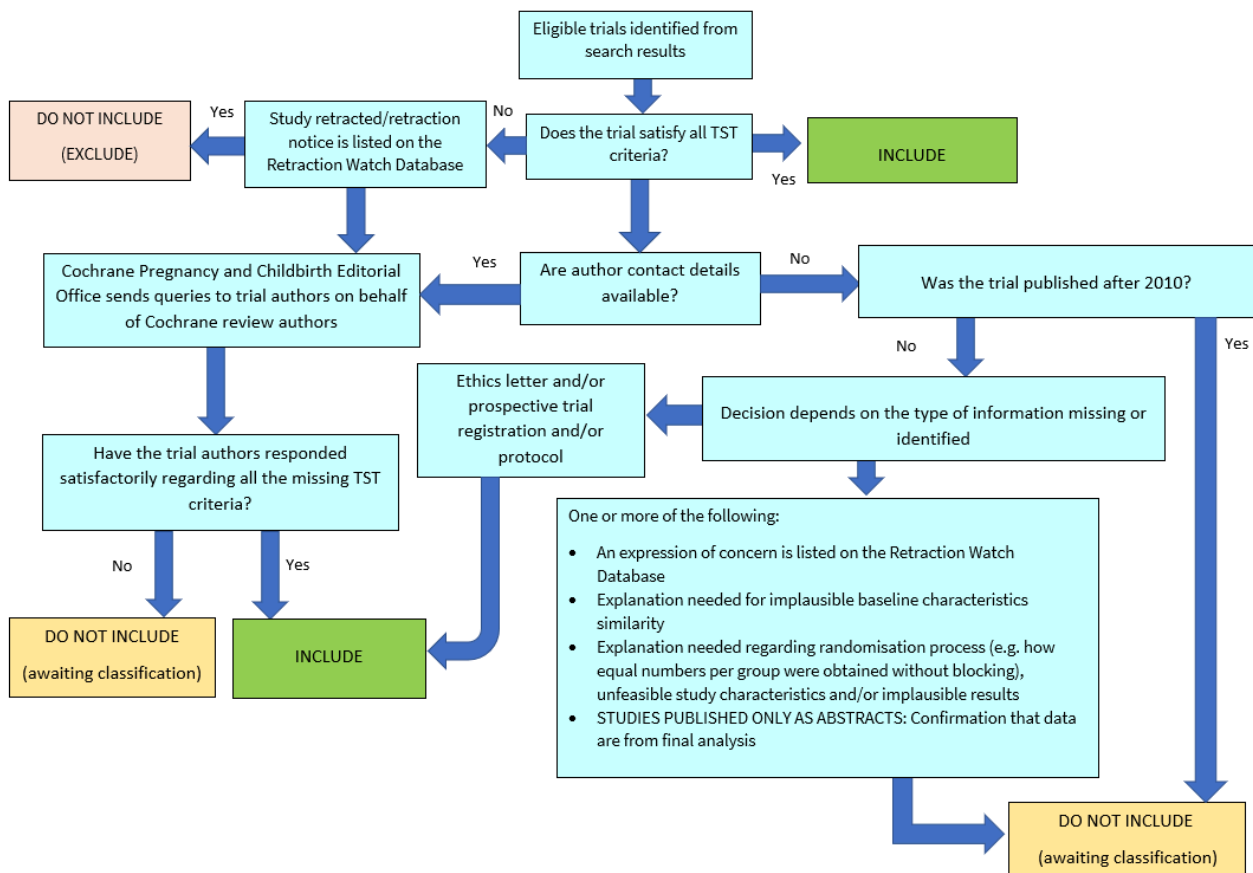 Eligible trials identified from
search results
DO NOT INCLUDE
(EXCLUDE)
Yes
Study retracted/retraction
notice is listed on the
Retraction Watch Database
No
Does the trial satisfy all TST
criteria?
Yes
INCLUDE
Cochrane Pregnancy and Childbirth Editorial
Office sends queries to trial authors on behalf
of Cochrane review authors
Yes
Are author contact details
available?
No
Was the trial published after 2010?
No
Yes
Ethics letter and/or
prospective trial
registration and/or
protocol
Decision depends on the type of information missing or
identified
Have the trial authors responded
satisfactorily regarding all the missing TST
criteria?
No
Yes
DO NOT INCLUDE
(awaiting classification)
INCLUDE
One or more of the following:
• An expression of concern is listed on the Retraction Watch
Database
• Explanation needed for implausible baseline characteristics
similarity
• Explanation needed regarding randomisation process (e.g. how
equal numbers per group were obtained without blocking),
unfeasible study characteristics and/or implausible results
• STUDIES PUBLISHED ONLY AS ABSTRACTS: Confirmation that data
are from final analysis
DO NOT INCLUDE
(awaiting classification)